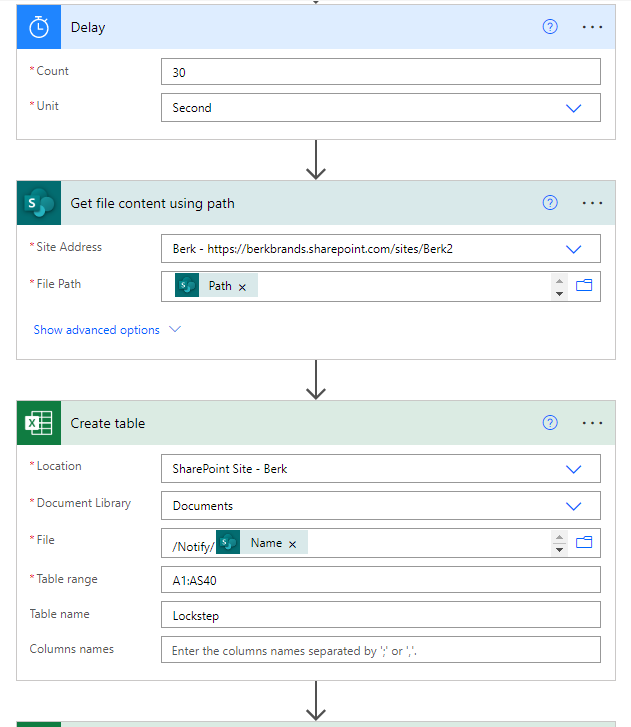 Delay
* Count
30
* Unit
Second
S
Get file content using path
* Site Address
Berk - https://berkbrands.sharepoint.com/sites/Berk2
* File Path
S Path ×
Show advanced options
X
Create table
* Location
SharePoint Site - Berk
* Document Library
Documents
* File
/Notify/ S Name ×
* Table range
A1:AS40
Table name
Lockstep
Columns names
Enter the columns names separated by ';' or ','.